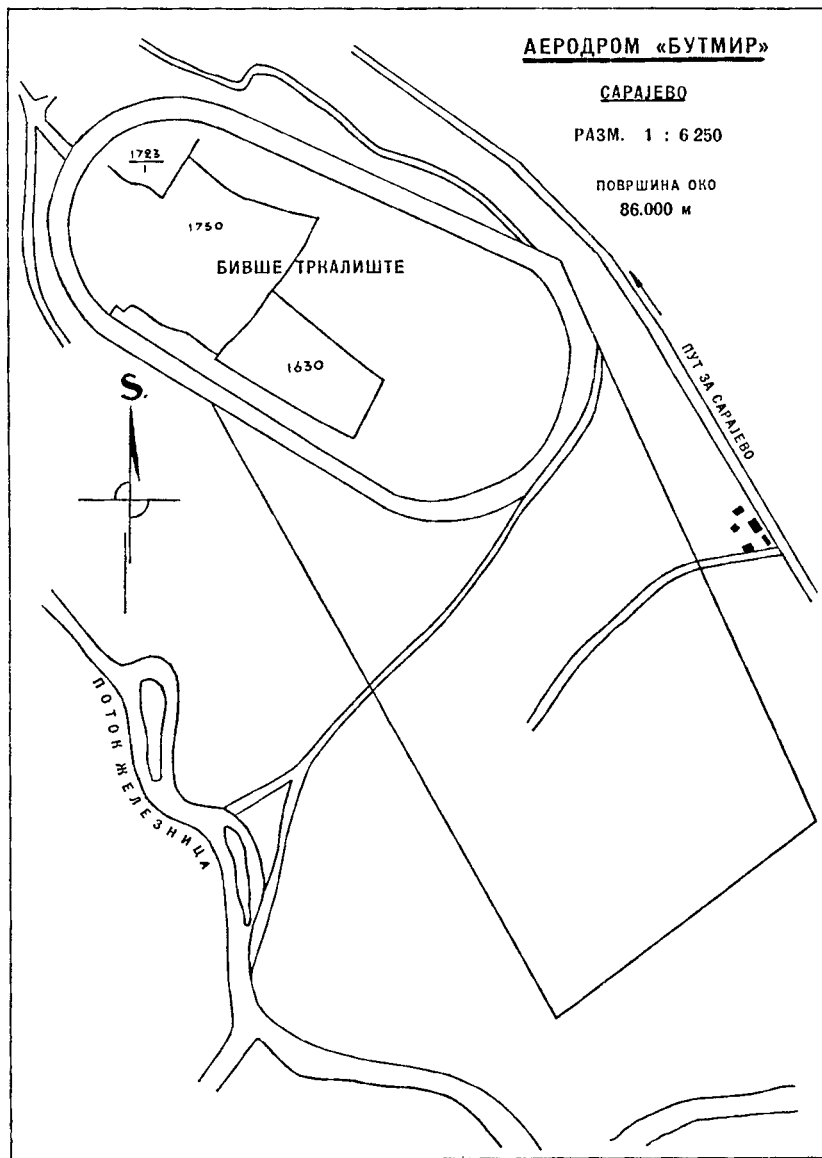 АЕРОДРОМ «БУТМИР»
САРАЈЕВО
РАЗМ. 1 : 6 250
ПОВРШИНА ОКО
86.000 м
1723
1
1750
БИВШЕ ТРКАЛИШТЕ
1630
ПУТ ЗА САРАЈЕВО
S.
ПОТОК ЖЕЛЕЗНИЦА